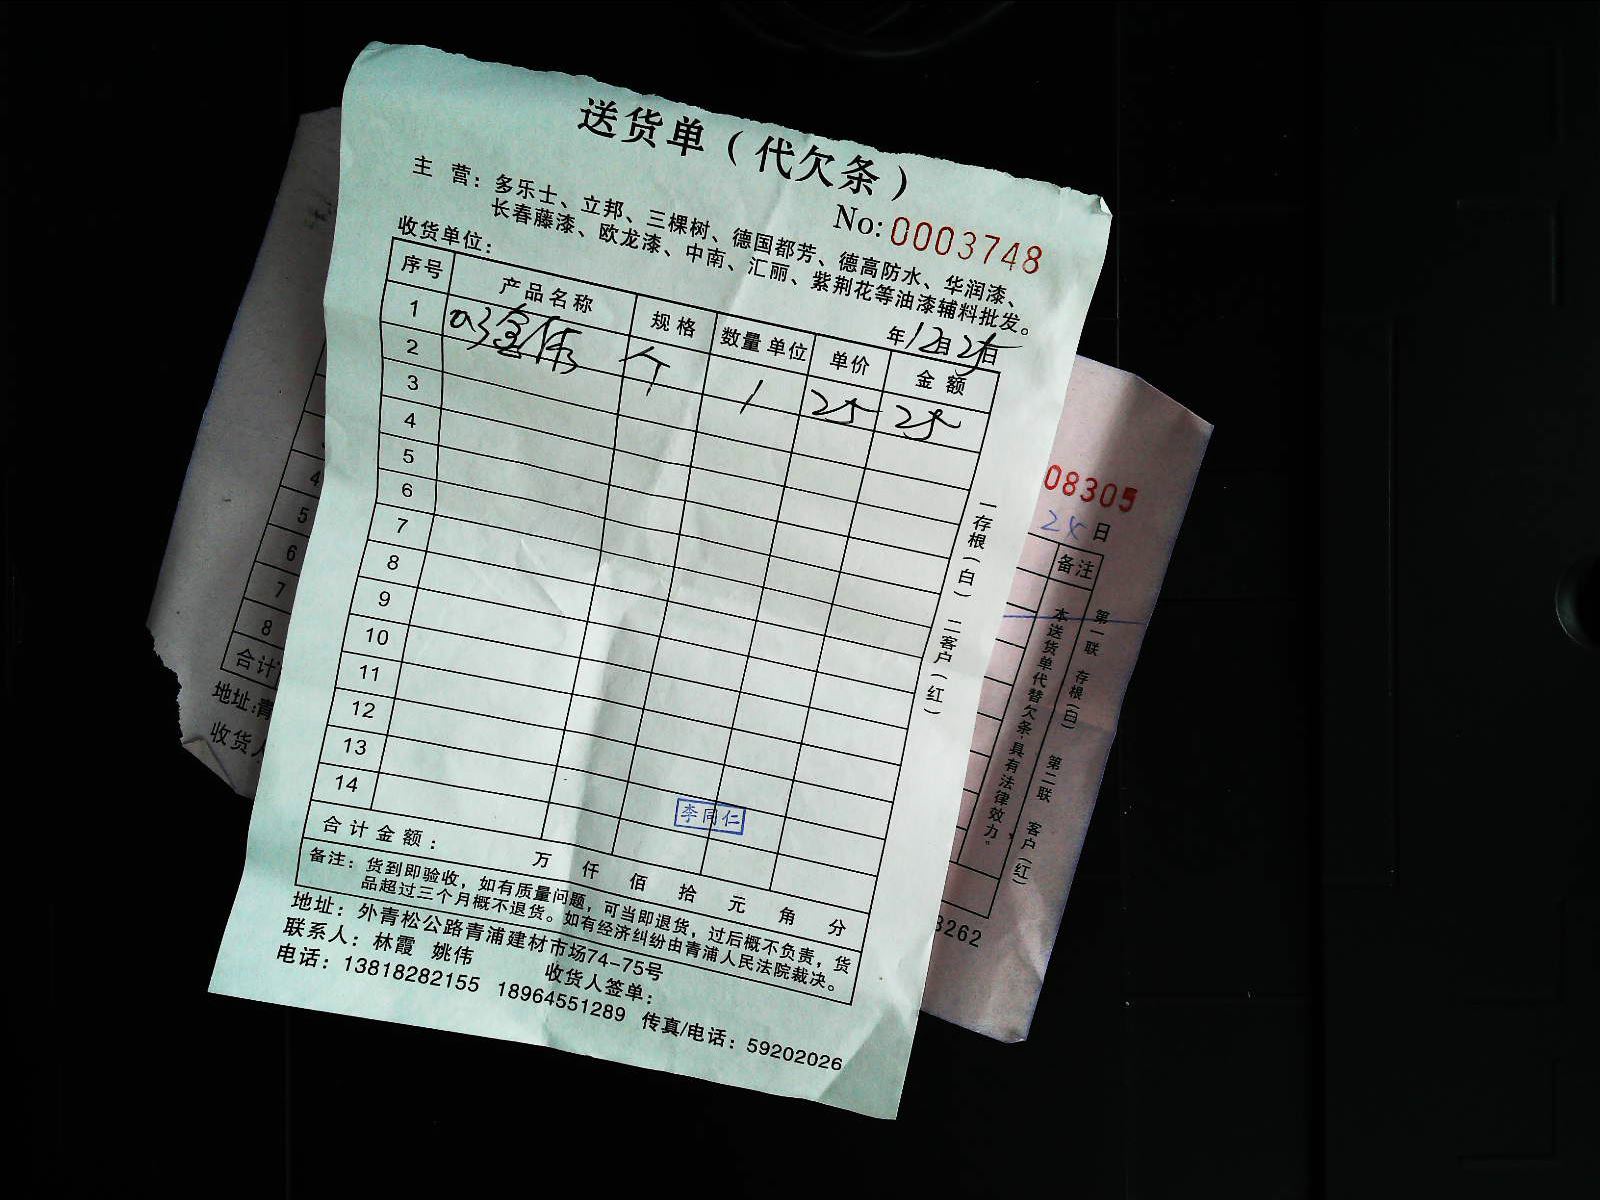 送货单（代欠条）
No:0003748
主 营：多乐士、立邦、三棵树、德国都芳、德高防水、华润漆、
长春藤漆、欧龙漆、中南、汇丽、紫荆花等油漆辅料批发。
收货单位：
年12月25日
序号 产品名称 规格 数量 单位 单价 金额
1 个 1 25 25
2
3
4
5
6
7
8
9
10
11
12
13
14
李同仁
合计金额： 万 仟 佰 拾 元 角 分
备注：货到即验收，如有质量问题，可当即退货，过后概不负责，货
品超过三个月概不退货。如有经济纠纷由青浦人民法院裁决。
地址：外青松公路青浦建材市场74-75号
联系人：林霞 姚伟 收货人签单：
电话：13818282155 18964551289 传真/电话：59202026
一存根（白） 二客户（红）
08305
24日
备注
本送货单代替欠条，具有法律效力。
第一联 存根（白） 第二联 客户（红）
4
5
6
7
8
合计
地址：青
收货人
3262